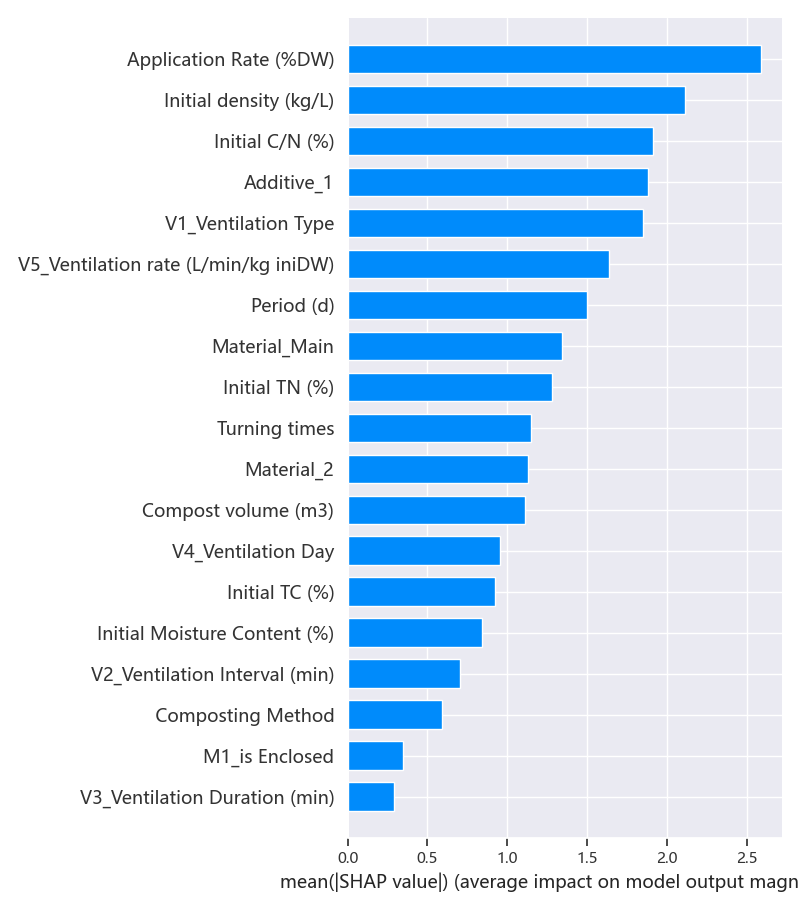 Application Rate (%DW)
Initial density (kg/L)
Initial C/N (%)
Additive_1
V1_Ventilation Type
V5_Ventilation rate (L/min/kg iniDW)
Period (d)
Material_Main
Initial TN (%)
Turning times
Material_2
Compost volume (m3)
V4_Ventilation Day
Initial TC (%)
Initial Moisture Content (%)
V2_Ventilation Interval (min)
Composting Method
M1_is Enclosed
V3_Ventilation Duration (min)
0.0 0.5 1.0 1.5 2.0 2.5
mean(|SHAP value|) (average impact on model output magn